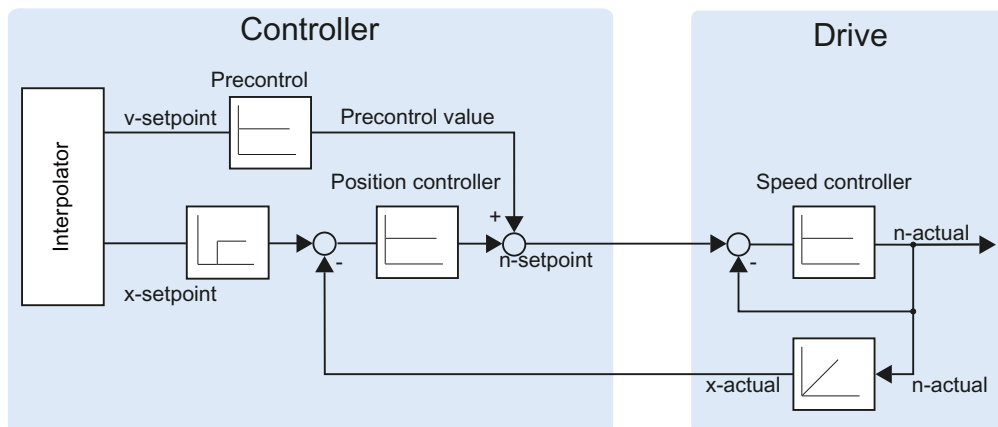 Controller
Drive
Precontrol
v-setpoint
Precontrol value
Interpolator
Position controller
Speed controller
+
n-actual
-
n-setpoint
-
x-setpoint
x-actual
n-actual